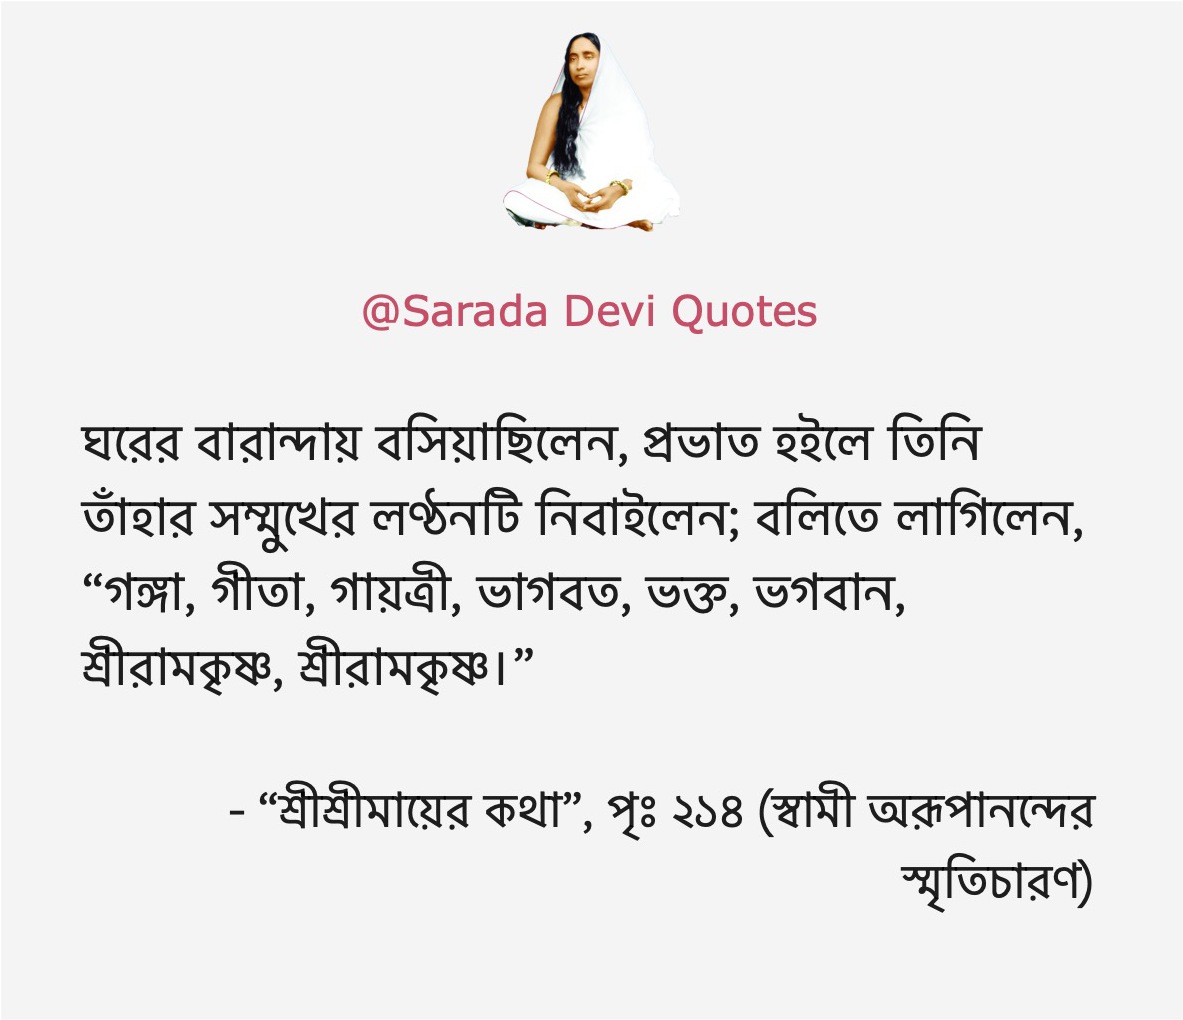 @Sarada Devi Quotes
ঘরের বারান্দায় বসিয়াছিলেন, প্রভাত হইলে তিনি
তাঁহার সম্মুখের লণ্ঠনটি নিবাইলেন; বলিতে লাগিলেন,
“গঙ্গা, গীতা, গায়ত্রী, ভাগবত, ভক্ত, ভগবান,
শ্রীরামকৃষ্ণ, শ্রীরামকৃষ্ণ।”
- “শ্রীশ্রীমায়ের কথা”, পৃঃ ২১৪ (স্বামী অরূপানন্দের
স্মৃতিচারণ)